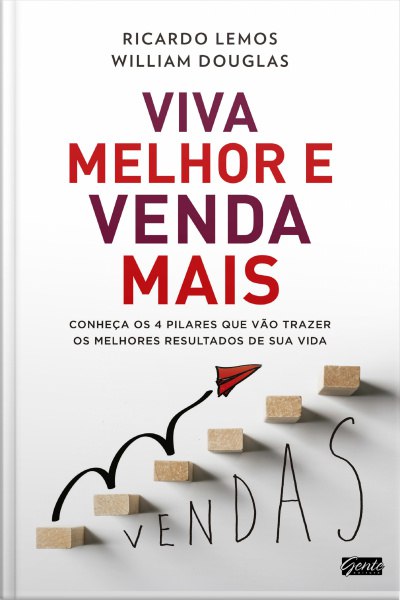 RICARDO LEMOS
WILLIAM DOUGLAS
VIVA
MELHOR E
VENDA
MAIS
CONHEÇA OS 4 PILARES QUE VÃO TRAZER
OS MELHORES RESULTADOS DE SUA VIDA
VENDAS
Gente
EDITORA